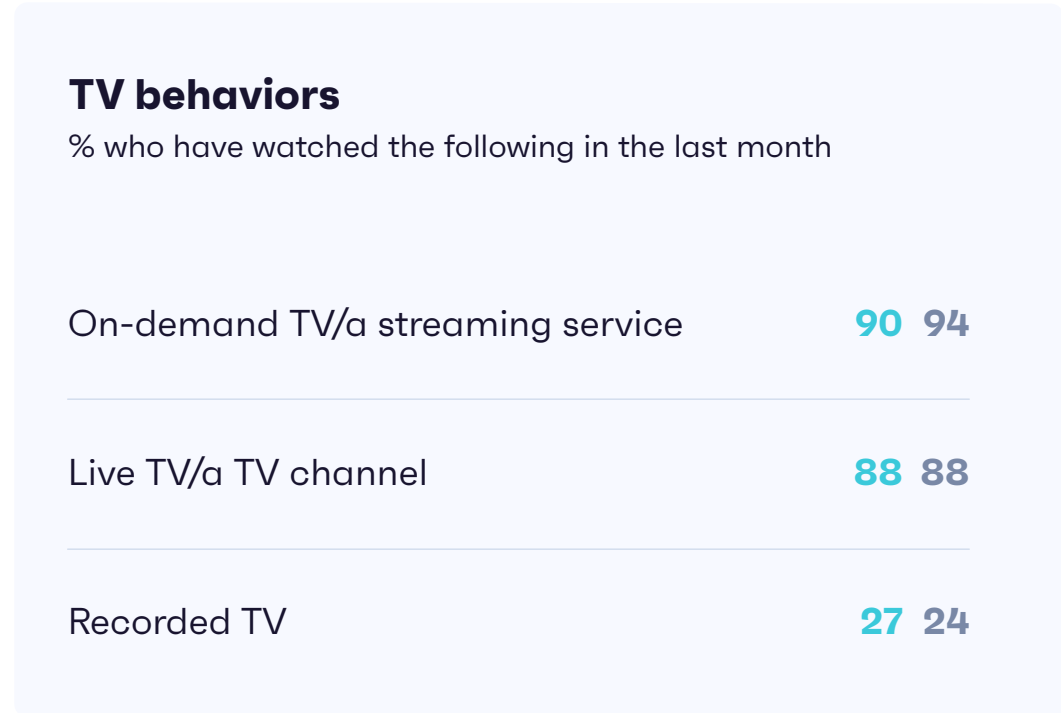 TV behaviors
% who have watched the following in the last month
On-demand TV/a streaming service 90 94
Live TV/a TV channel 88 88
Recorded TV 27 24